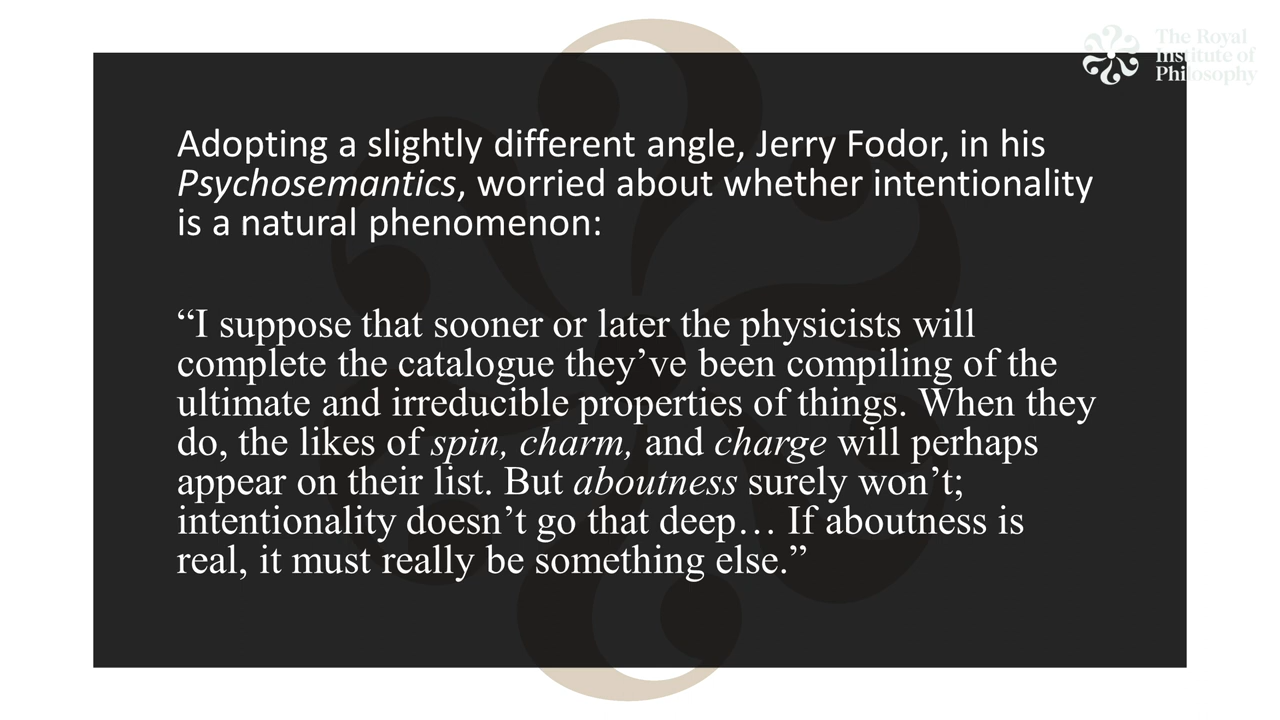 The Royal
Institute of
Philosophy
Adopting a slightly different angle, Jerry Fodor, in his
Psychosemantics, worried about whether intentionality
is a natural phenomenon:
“I suppose that sooner or later the physicists will
complete the catalogue they’ve been compiling of the
ultimate and irreducible properties of things. When they
do, the likes of spin, charm, and charge will perhaps
appear on their list. But aboutness surely won’t;
intentionality doesn’t go that deep… If aboutness is
real, it must really be something else.”